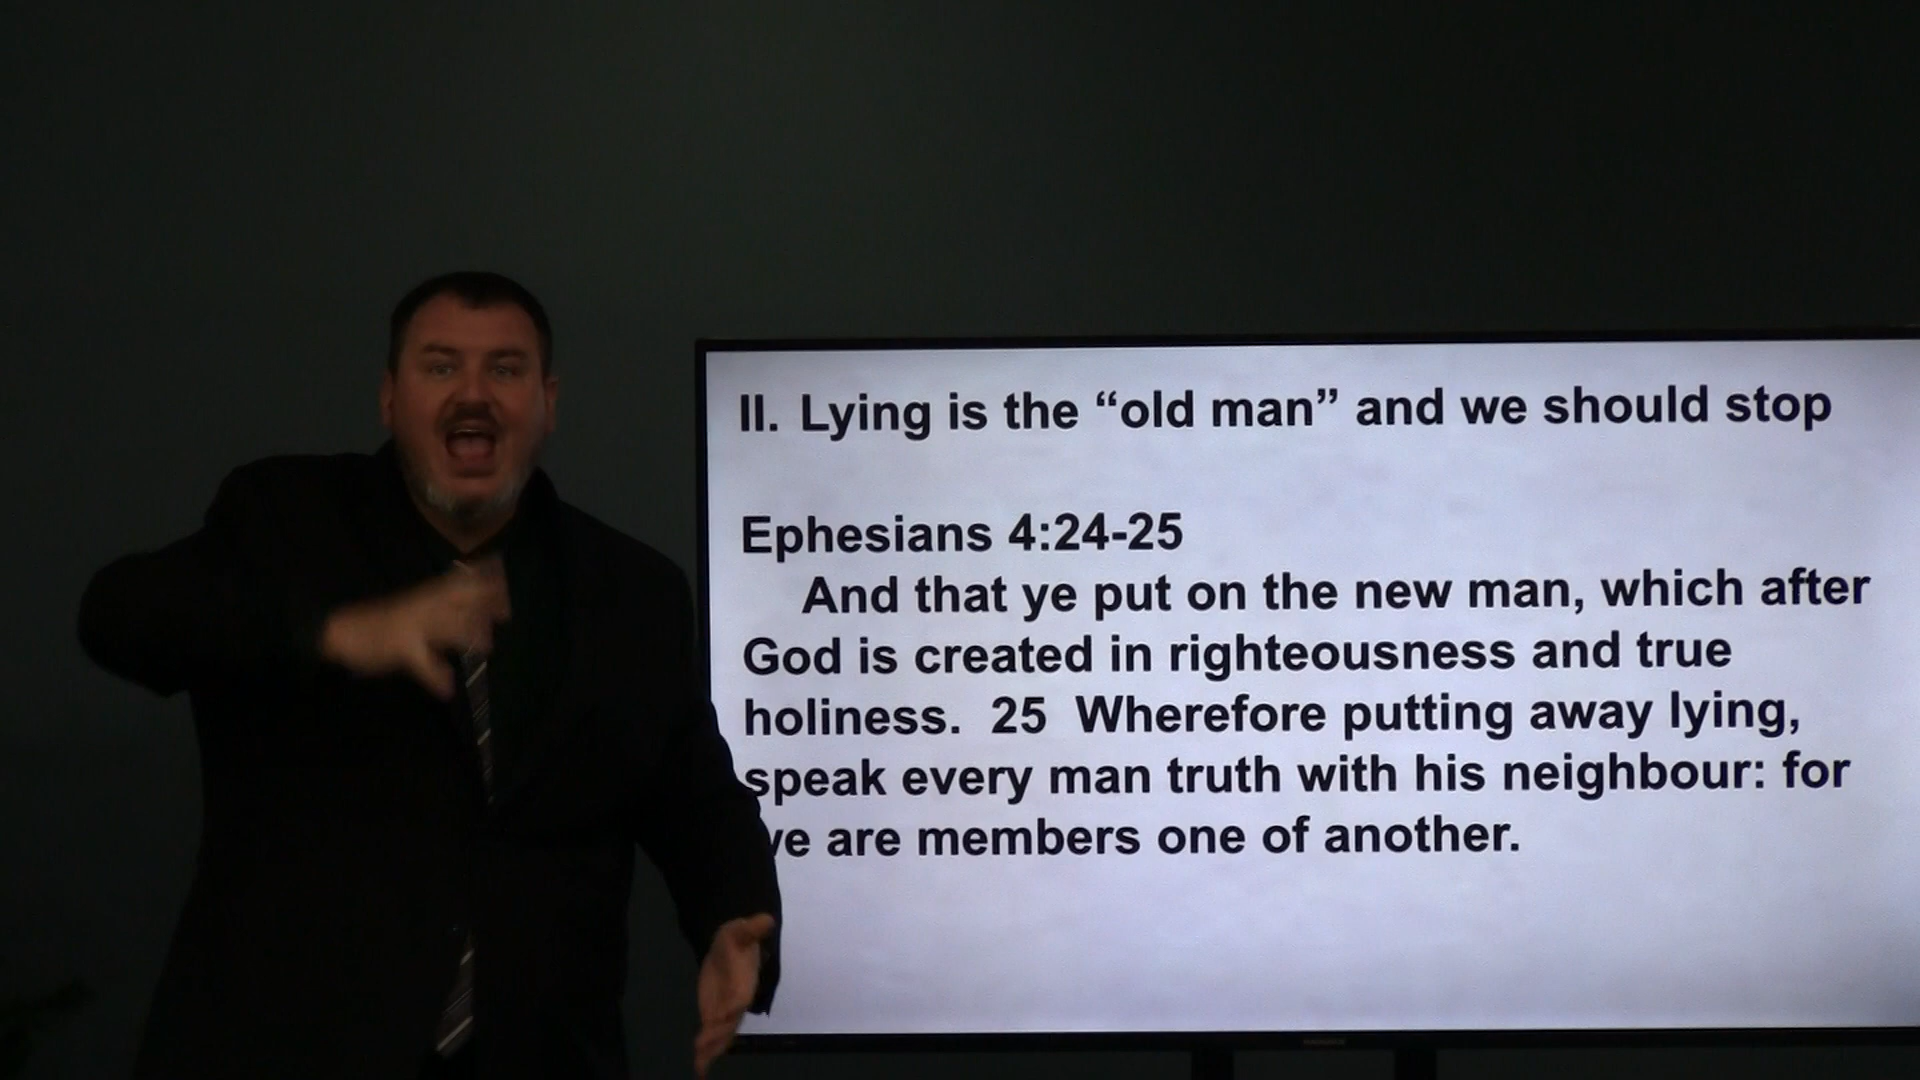 II. Lying is the “old man” and we should stop
Ephesians 4:24-25
And that ye put on the new man, which after
God is created in righteousness and true
holiness. 25 Wherefore putting away lying,
speak every man truth with his neighbour: for
we are members one of another.